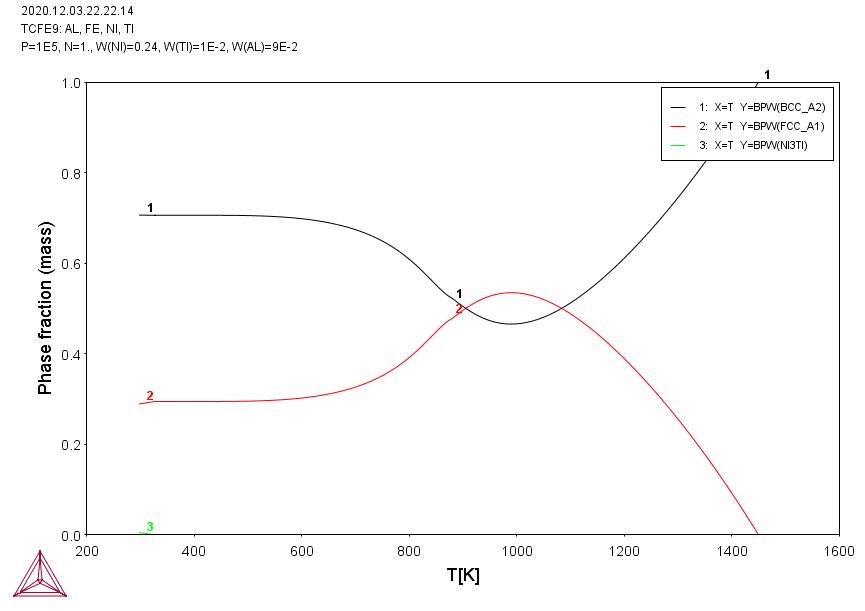 2020.12.03.22.22.14
TCFE9: AL, FE, NI, TI
P=1E5, N=1., W(NI)=0.24, W(TI)=1E-2, W(AL)=9E-2
1
1: X=T Y=BPW(BCC_A2)
2: X=T Y=BPW(FCC_A1)
3: X=T Y=BPW(NI3TI)
1.0
0.8
0.6
0.4
0.2
0.0
Phase fraction (mass)
1
1
2
2
3
200 400 600 800 1000 1200 1400 1600
T[K]